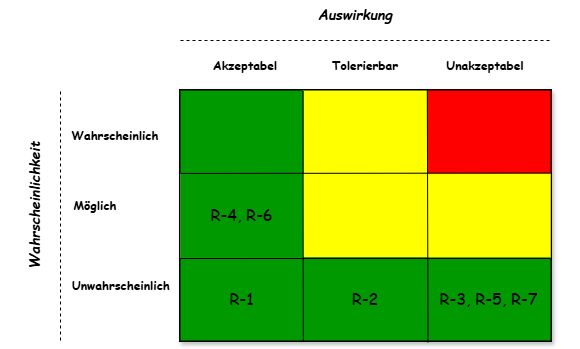 Auswirkung
Akzeptabel Tolerierbar Unakzeptabel
Wahrscheinlichkeit
Wahrscheinlich
Möglich
R-4, R-6
Unwahrscheinlich
R-1 R-2 R-3, R-5, R-7